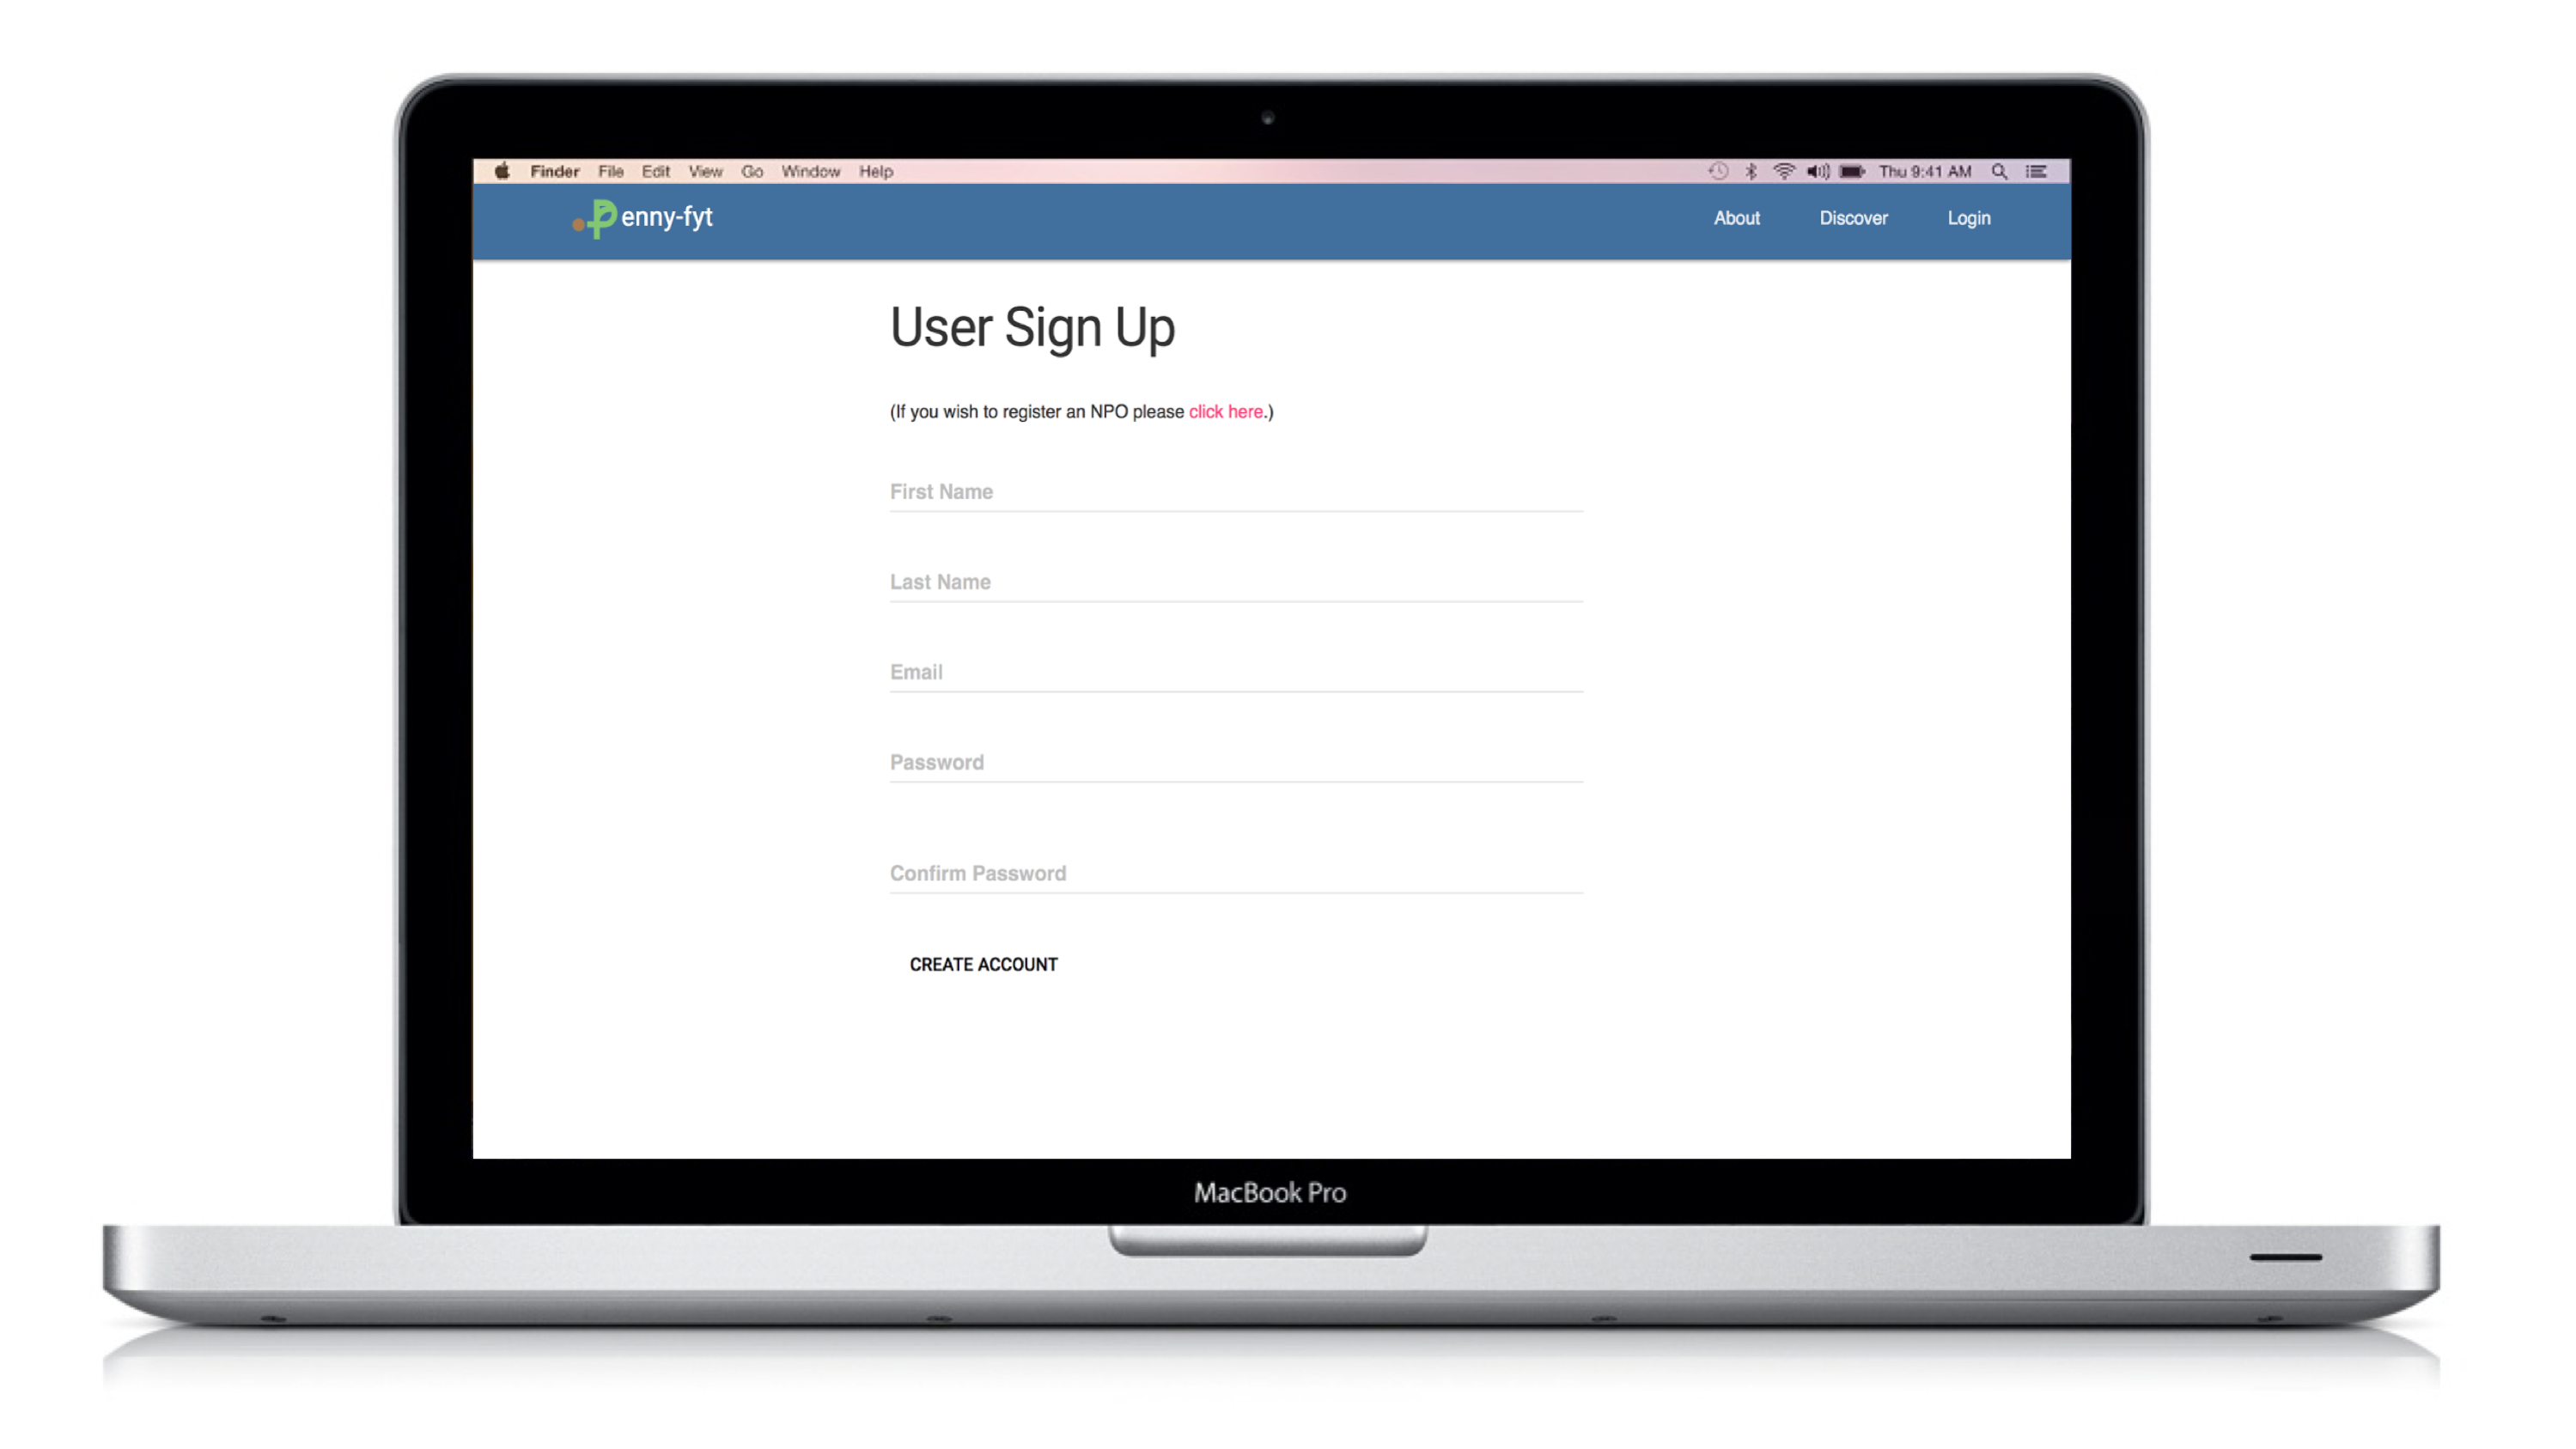 Finder File Edit View Go Window Help Thu 9:41 AM
Penny-fyt About Discover Login
User Sign Up
(If you wish to register an NPO please click here.)
First Name
Last Name
Email
Password
Confirm Password
CREATE ACCOUNT
MacBook Pro